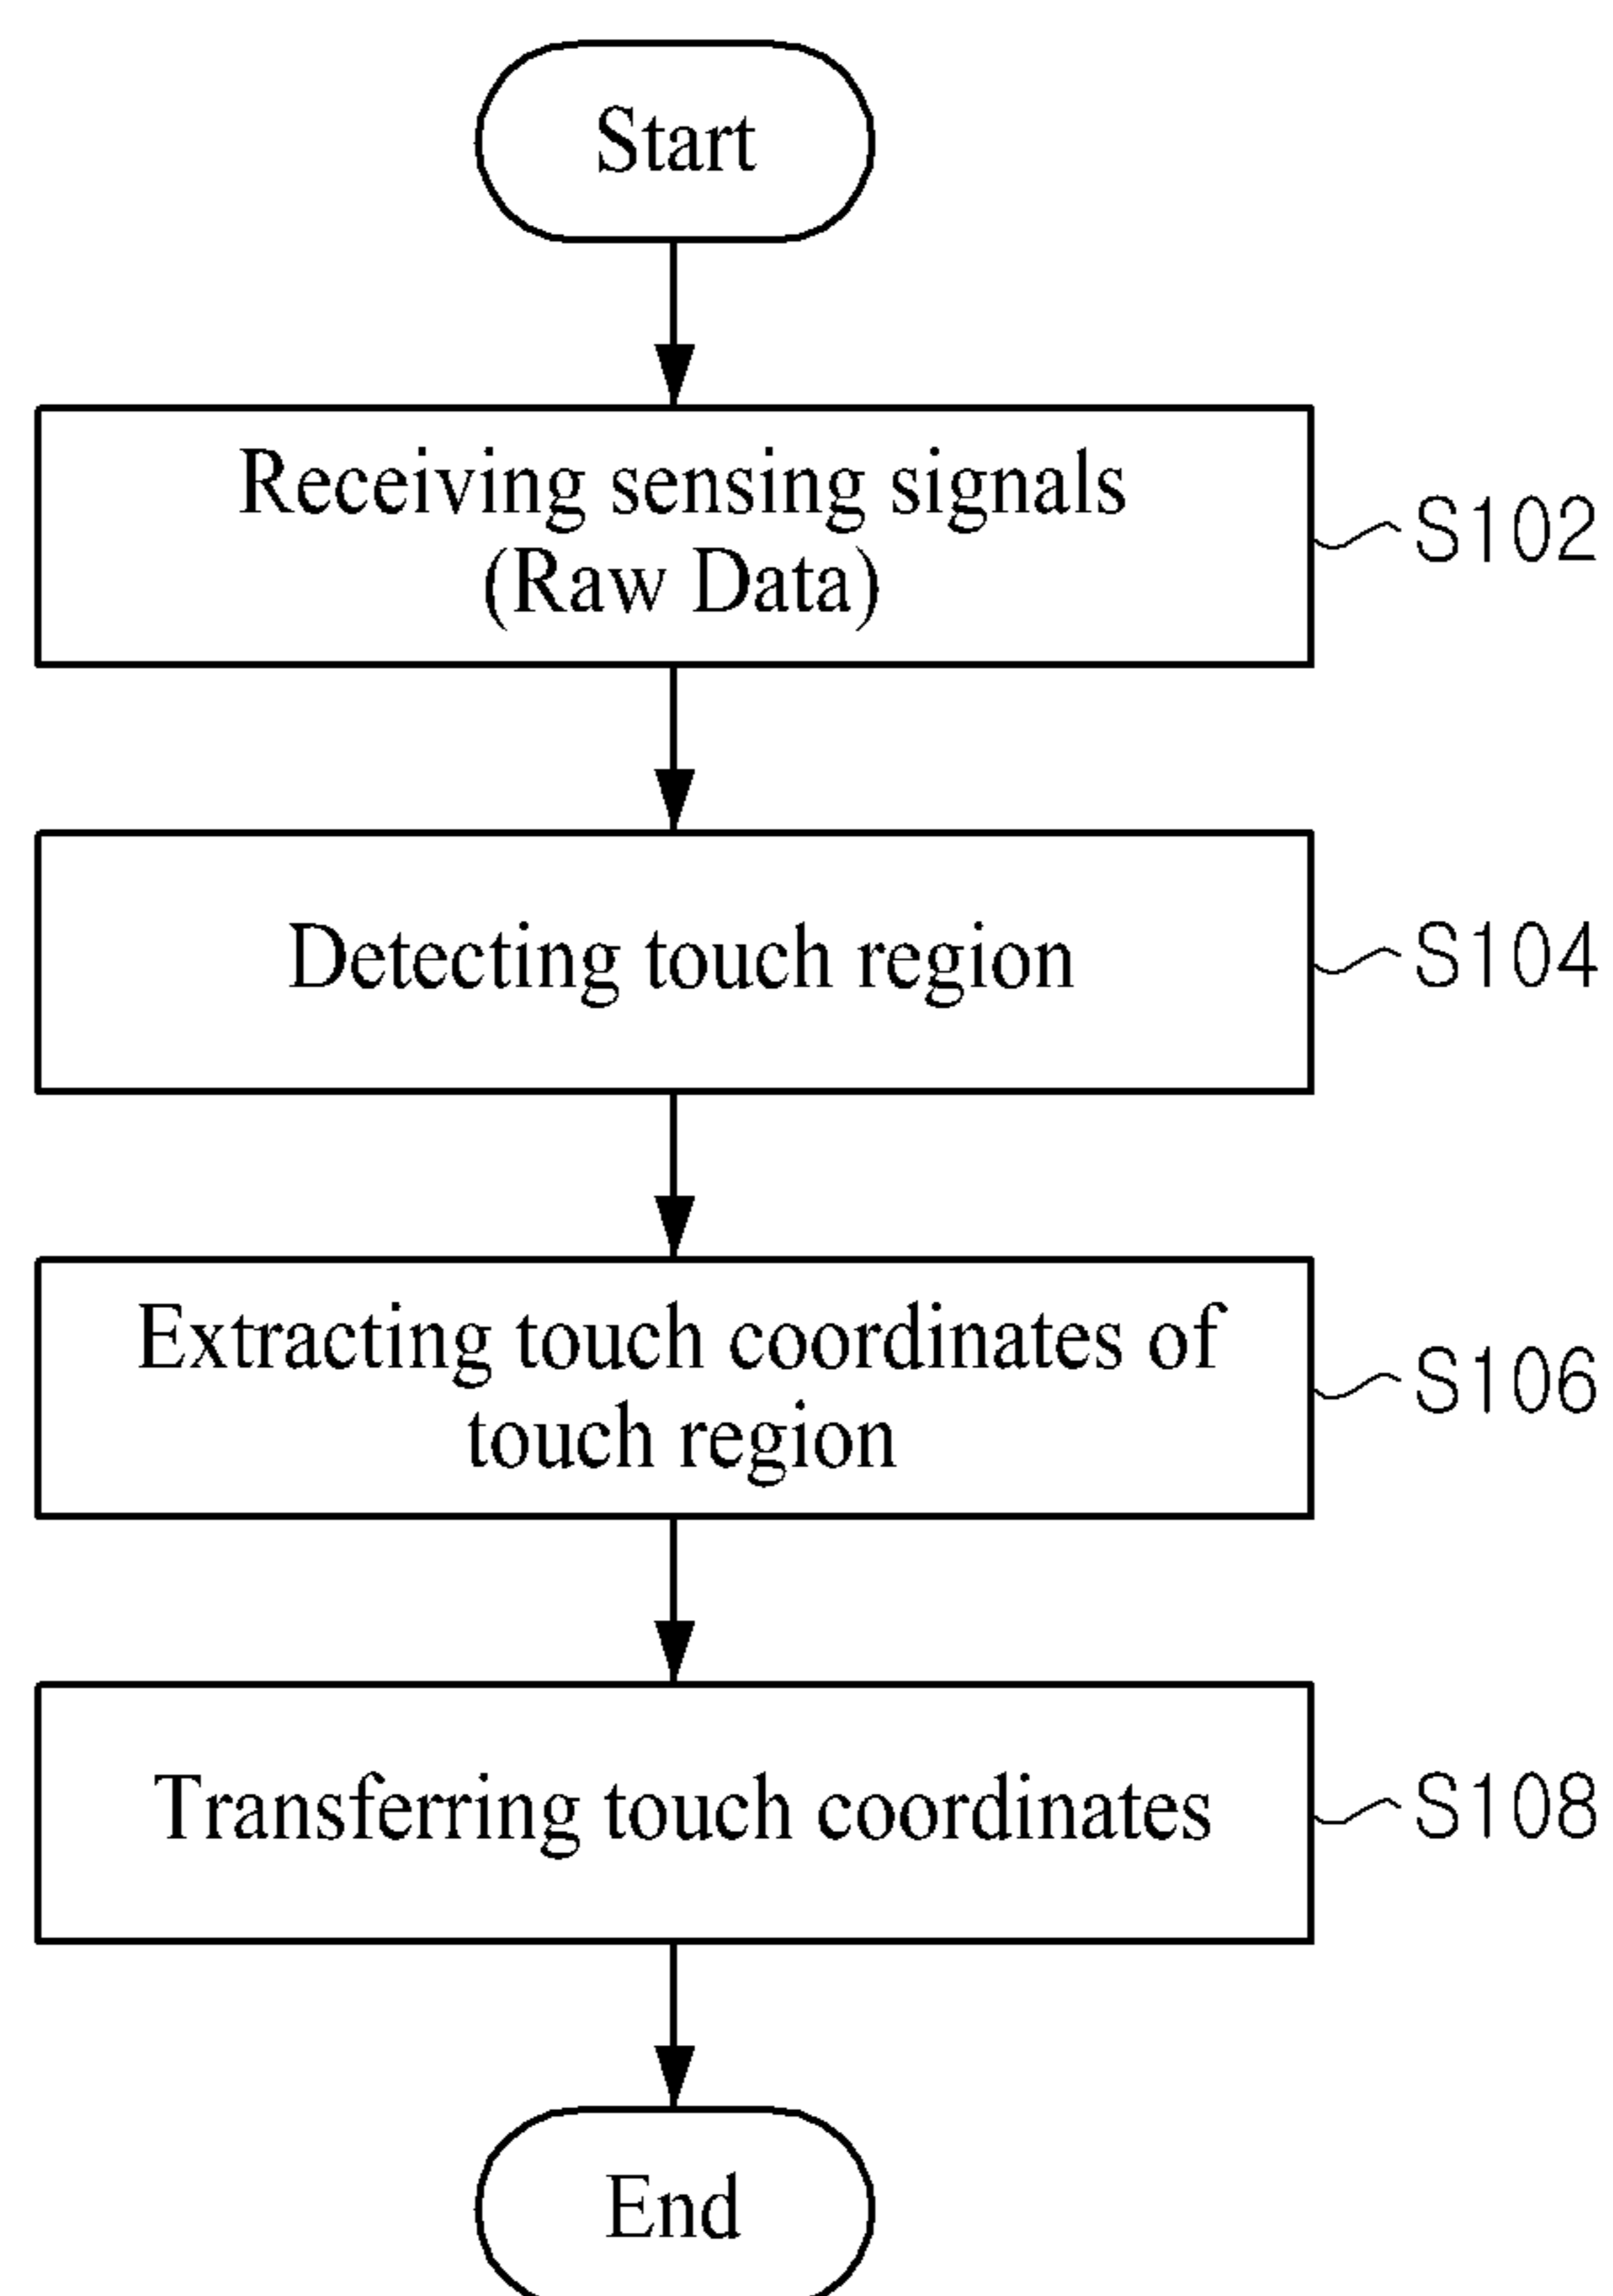 Start
Receiving sensing signals
(Raw Data)
S102
Detecting touch region
S104
Extracting touch coordinates of
touch region
S106
Transferring touch coordinates
S108
End